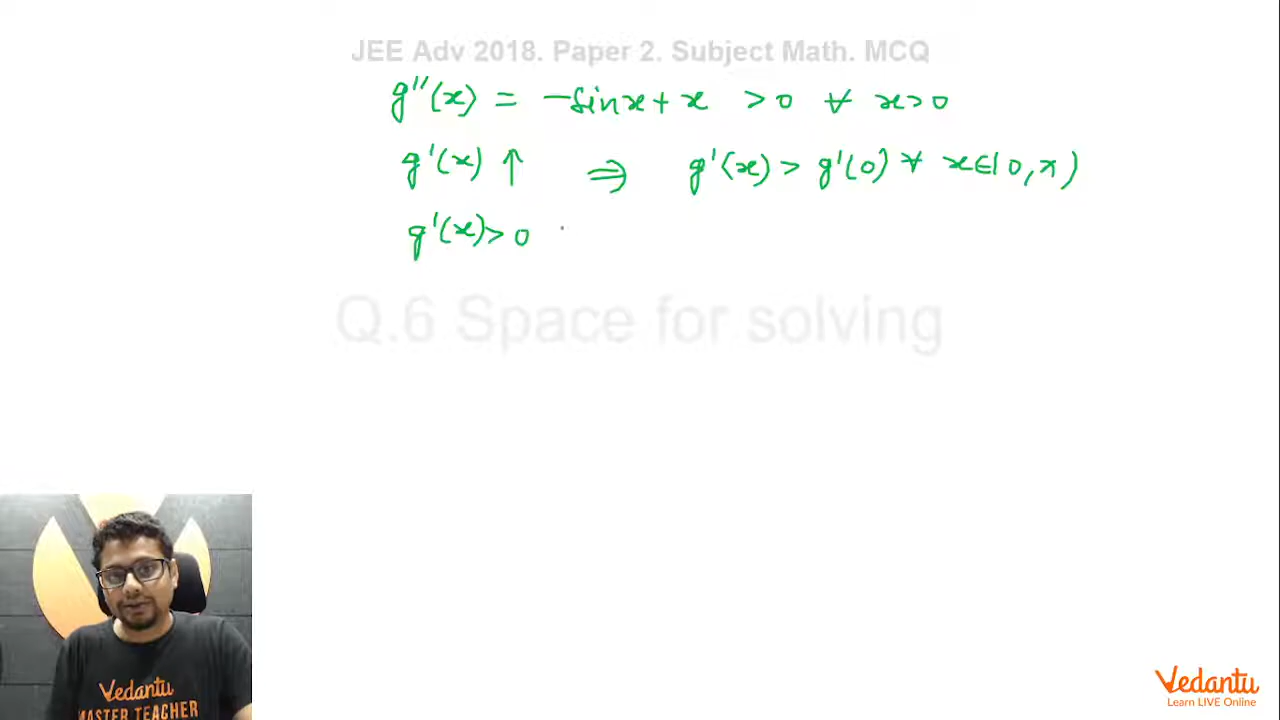 JEE Adv 2018. Paper 2. Subject Math. MCQ
g''(x) = -sinx + x > 0 ∀ x>0
g'(x) ↑ ⇒ g'(x) > g'(0) ∀ x∈(0,π)
g'(x) > 0
Q.6 Space for solving
Vedantu
MASTER TEACHER
Vedantu
Learn LIVE Online